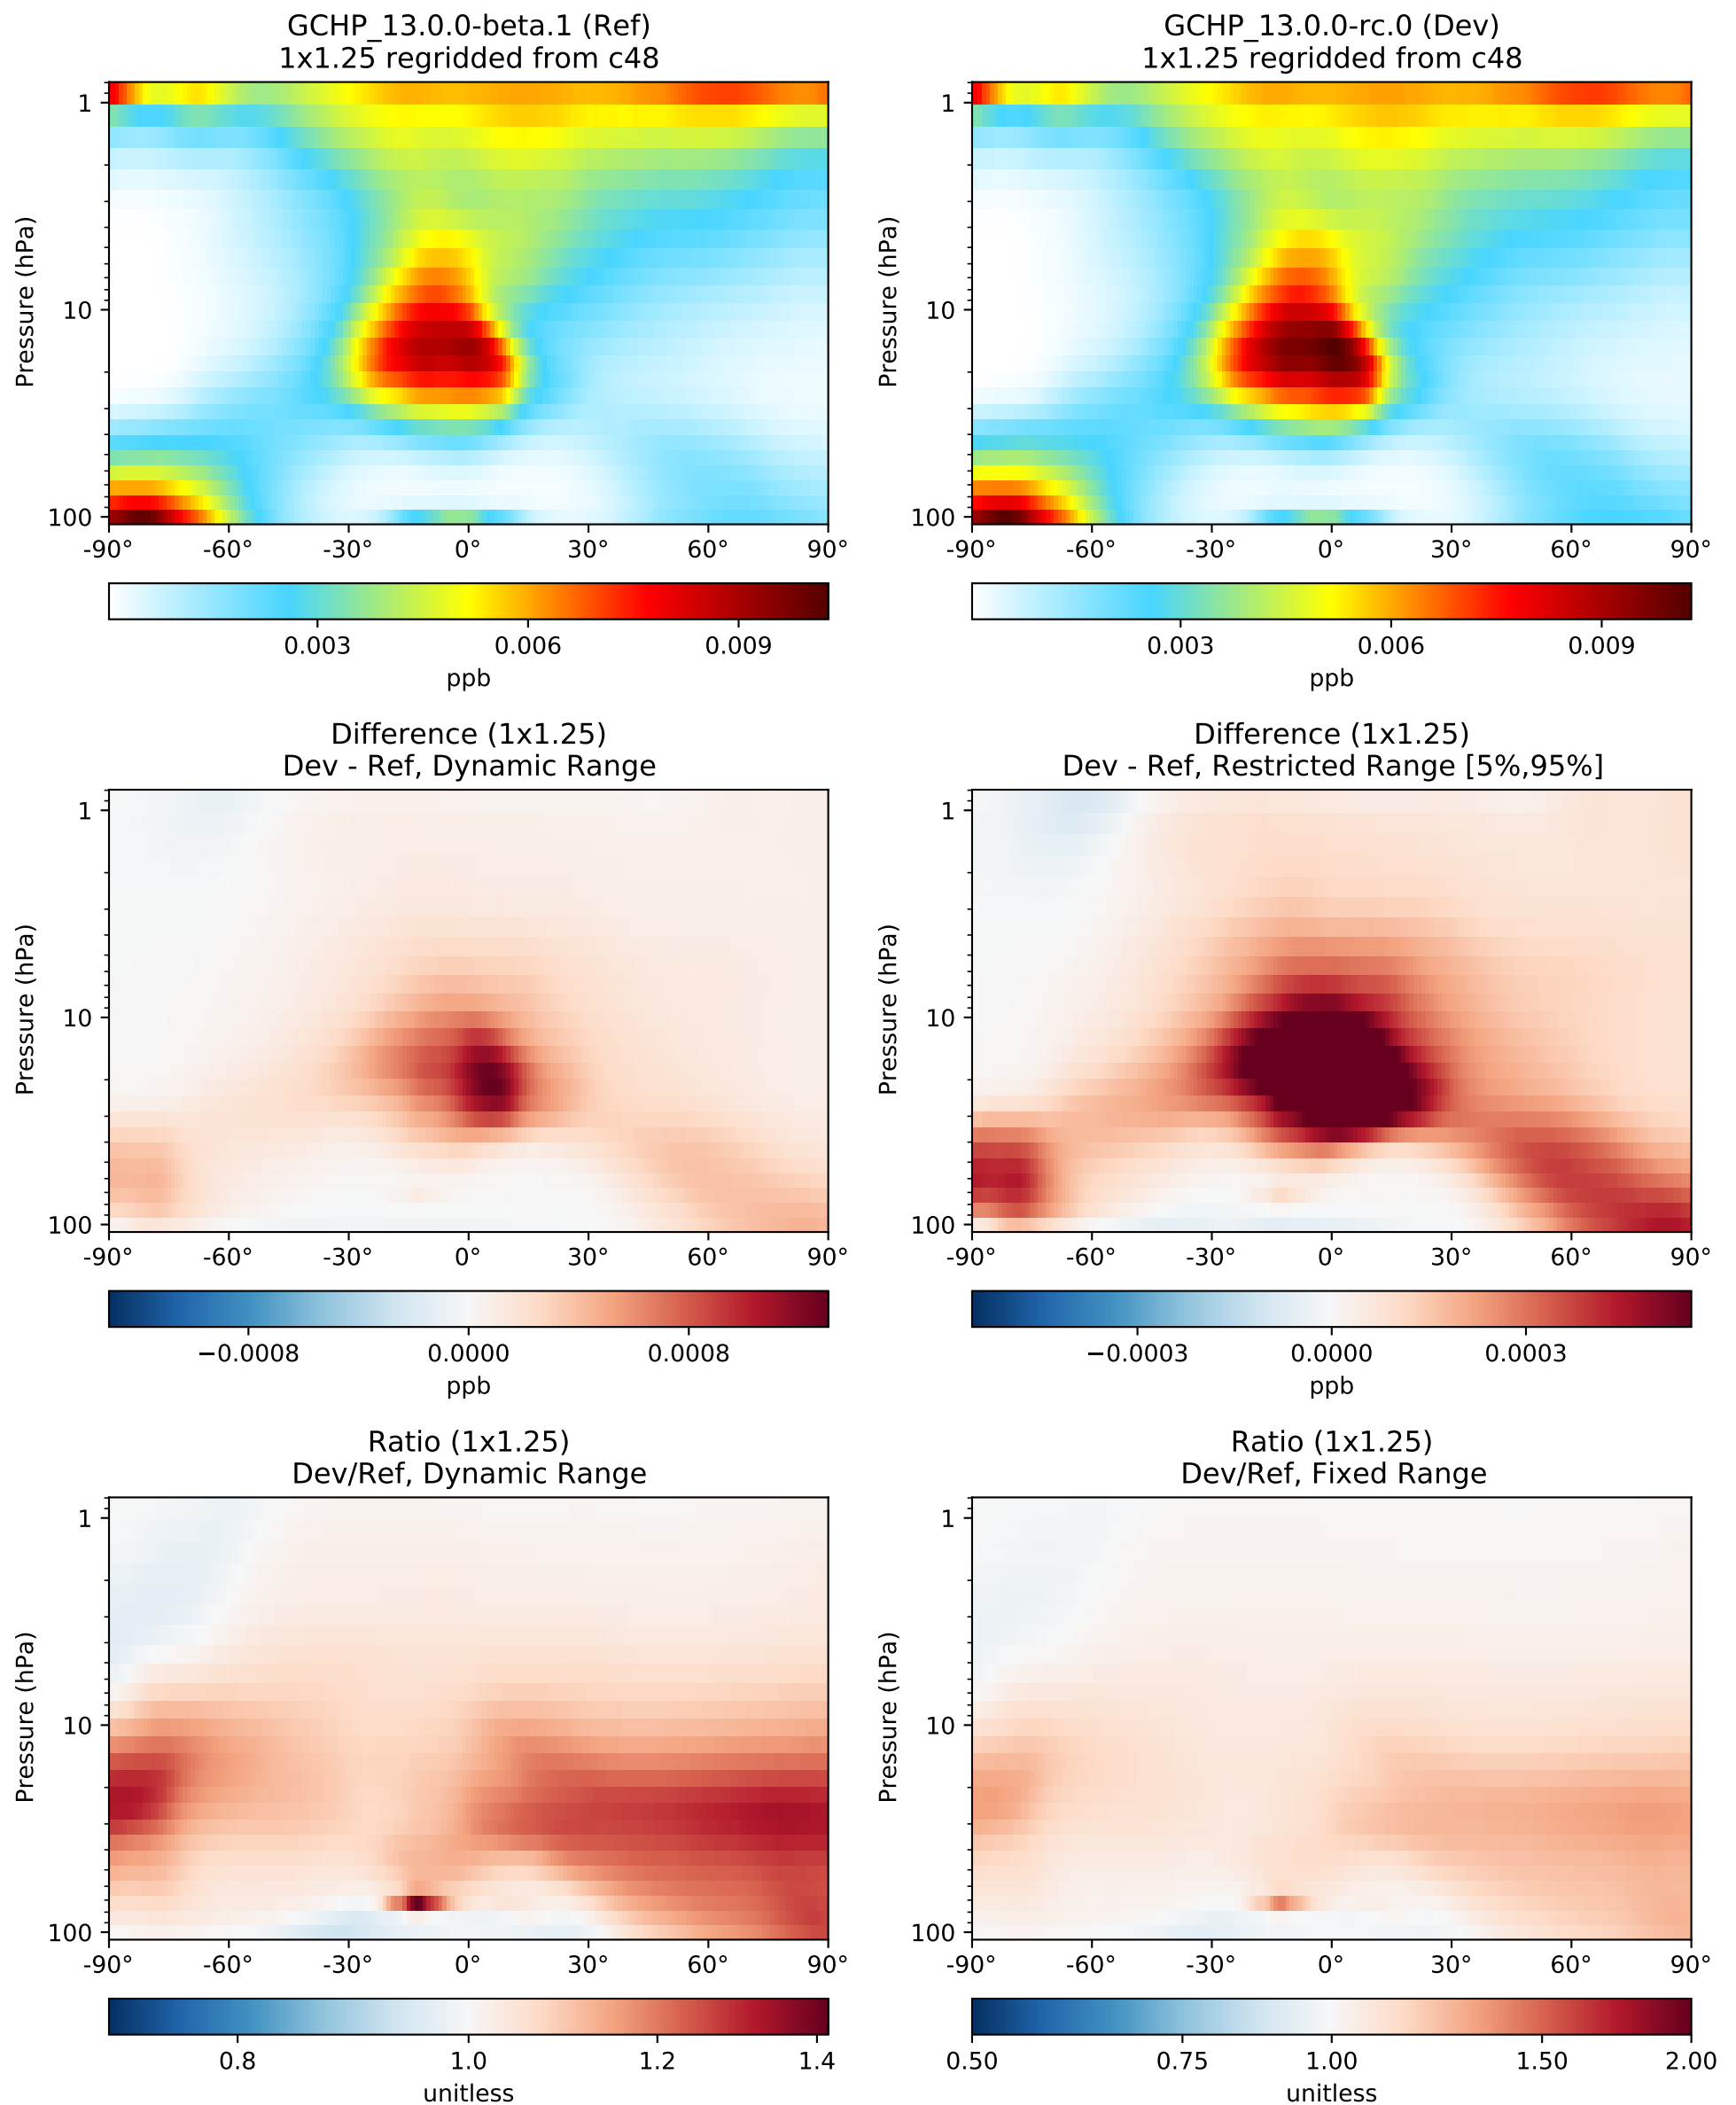 GCHP_13.0.0-beta.1 (Ref)
1x1.25 regridded from c48
Pressure (hPa)
1
10
100
-90° -60° -30° 0° 30° 60° 90°
0.003 0.006 0.009
ppb
GCHP_13.0.0-rc.0 (Dev)
1x1.25 regridded from c48
Pressure (hPa)
1
10
100
-90° -60° -30° 0° 30° 60° 90°
0.003 0.006 0.009
ppb
Difference (1x1.25)
Dev - Ref, Dynamic Range
Pressure (hPa)
1
10
100
-90° -60° -30° 0° 30° 60° 90°
−0.0008 0.0000 0.0008
ppb
Difference (1x1.25)
Dev - Ref, Restricted Range [5%,95%]
Pressure (hPa)
1
10
100
-90° -60° -30° 0° 30° 60° 90°
−0.0003 0.0000 0.0003
ppb
Ratio (1x1.25)
Dev/Ref, Dynamic Range
Pressure (hPa)
1
10
100
-90° -60° -30° 0° 30° 60° 90°
0.8 1.0 1.2 1.4
unitless
Ratio (1x1.25)
Dev/Ref, Fixed Range
Pressure (hPa)
1
10
100
-90° -60° -30° 0° 30° 60° 90°
0.50 0.75 1.00 1.50 2.00
unitless